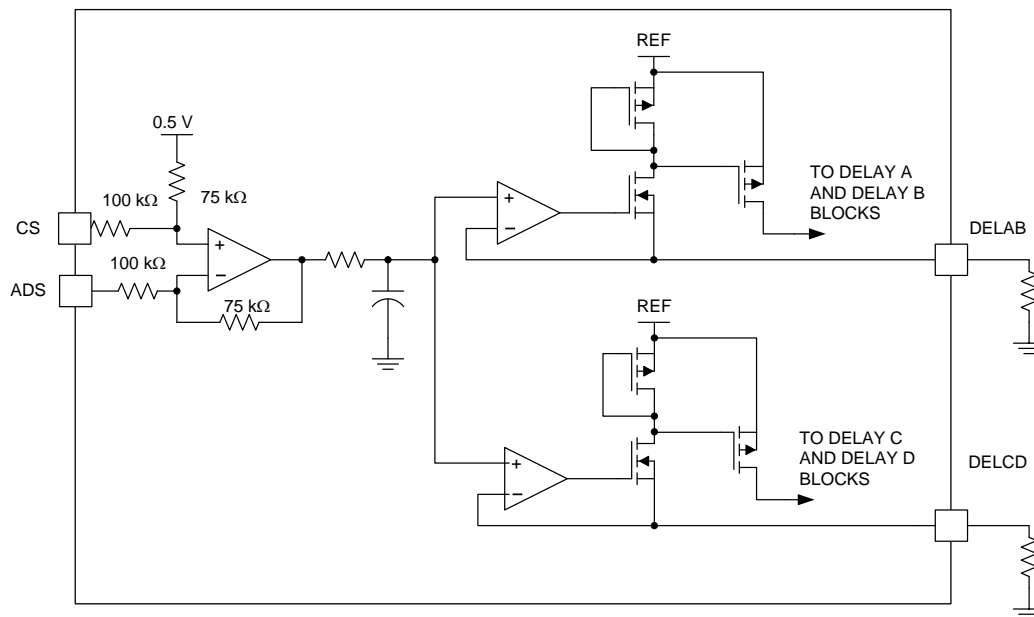 REF
0.5 V
100 kΩ
75 kΩ
CS
TO DELAY A
AND DELAY B
BLOCKS
DELAB
100 kΩ
ADS
75 kΩ
REF
TO DELAY C
AND DELAY D
BLOCKS
DELCD